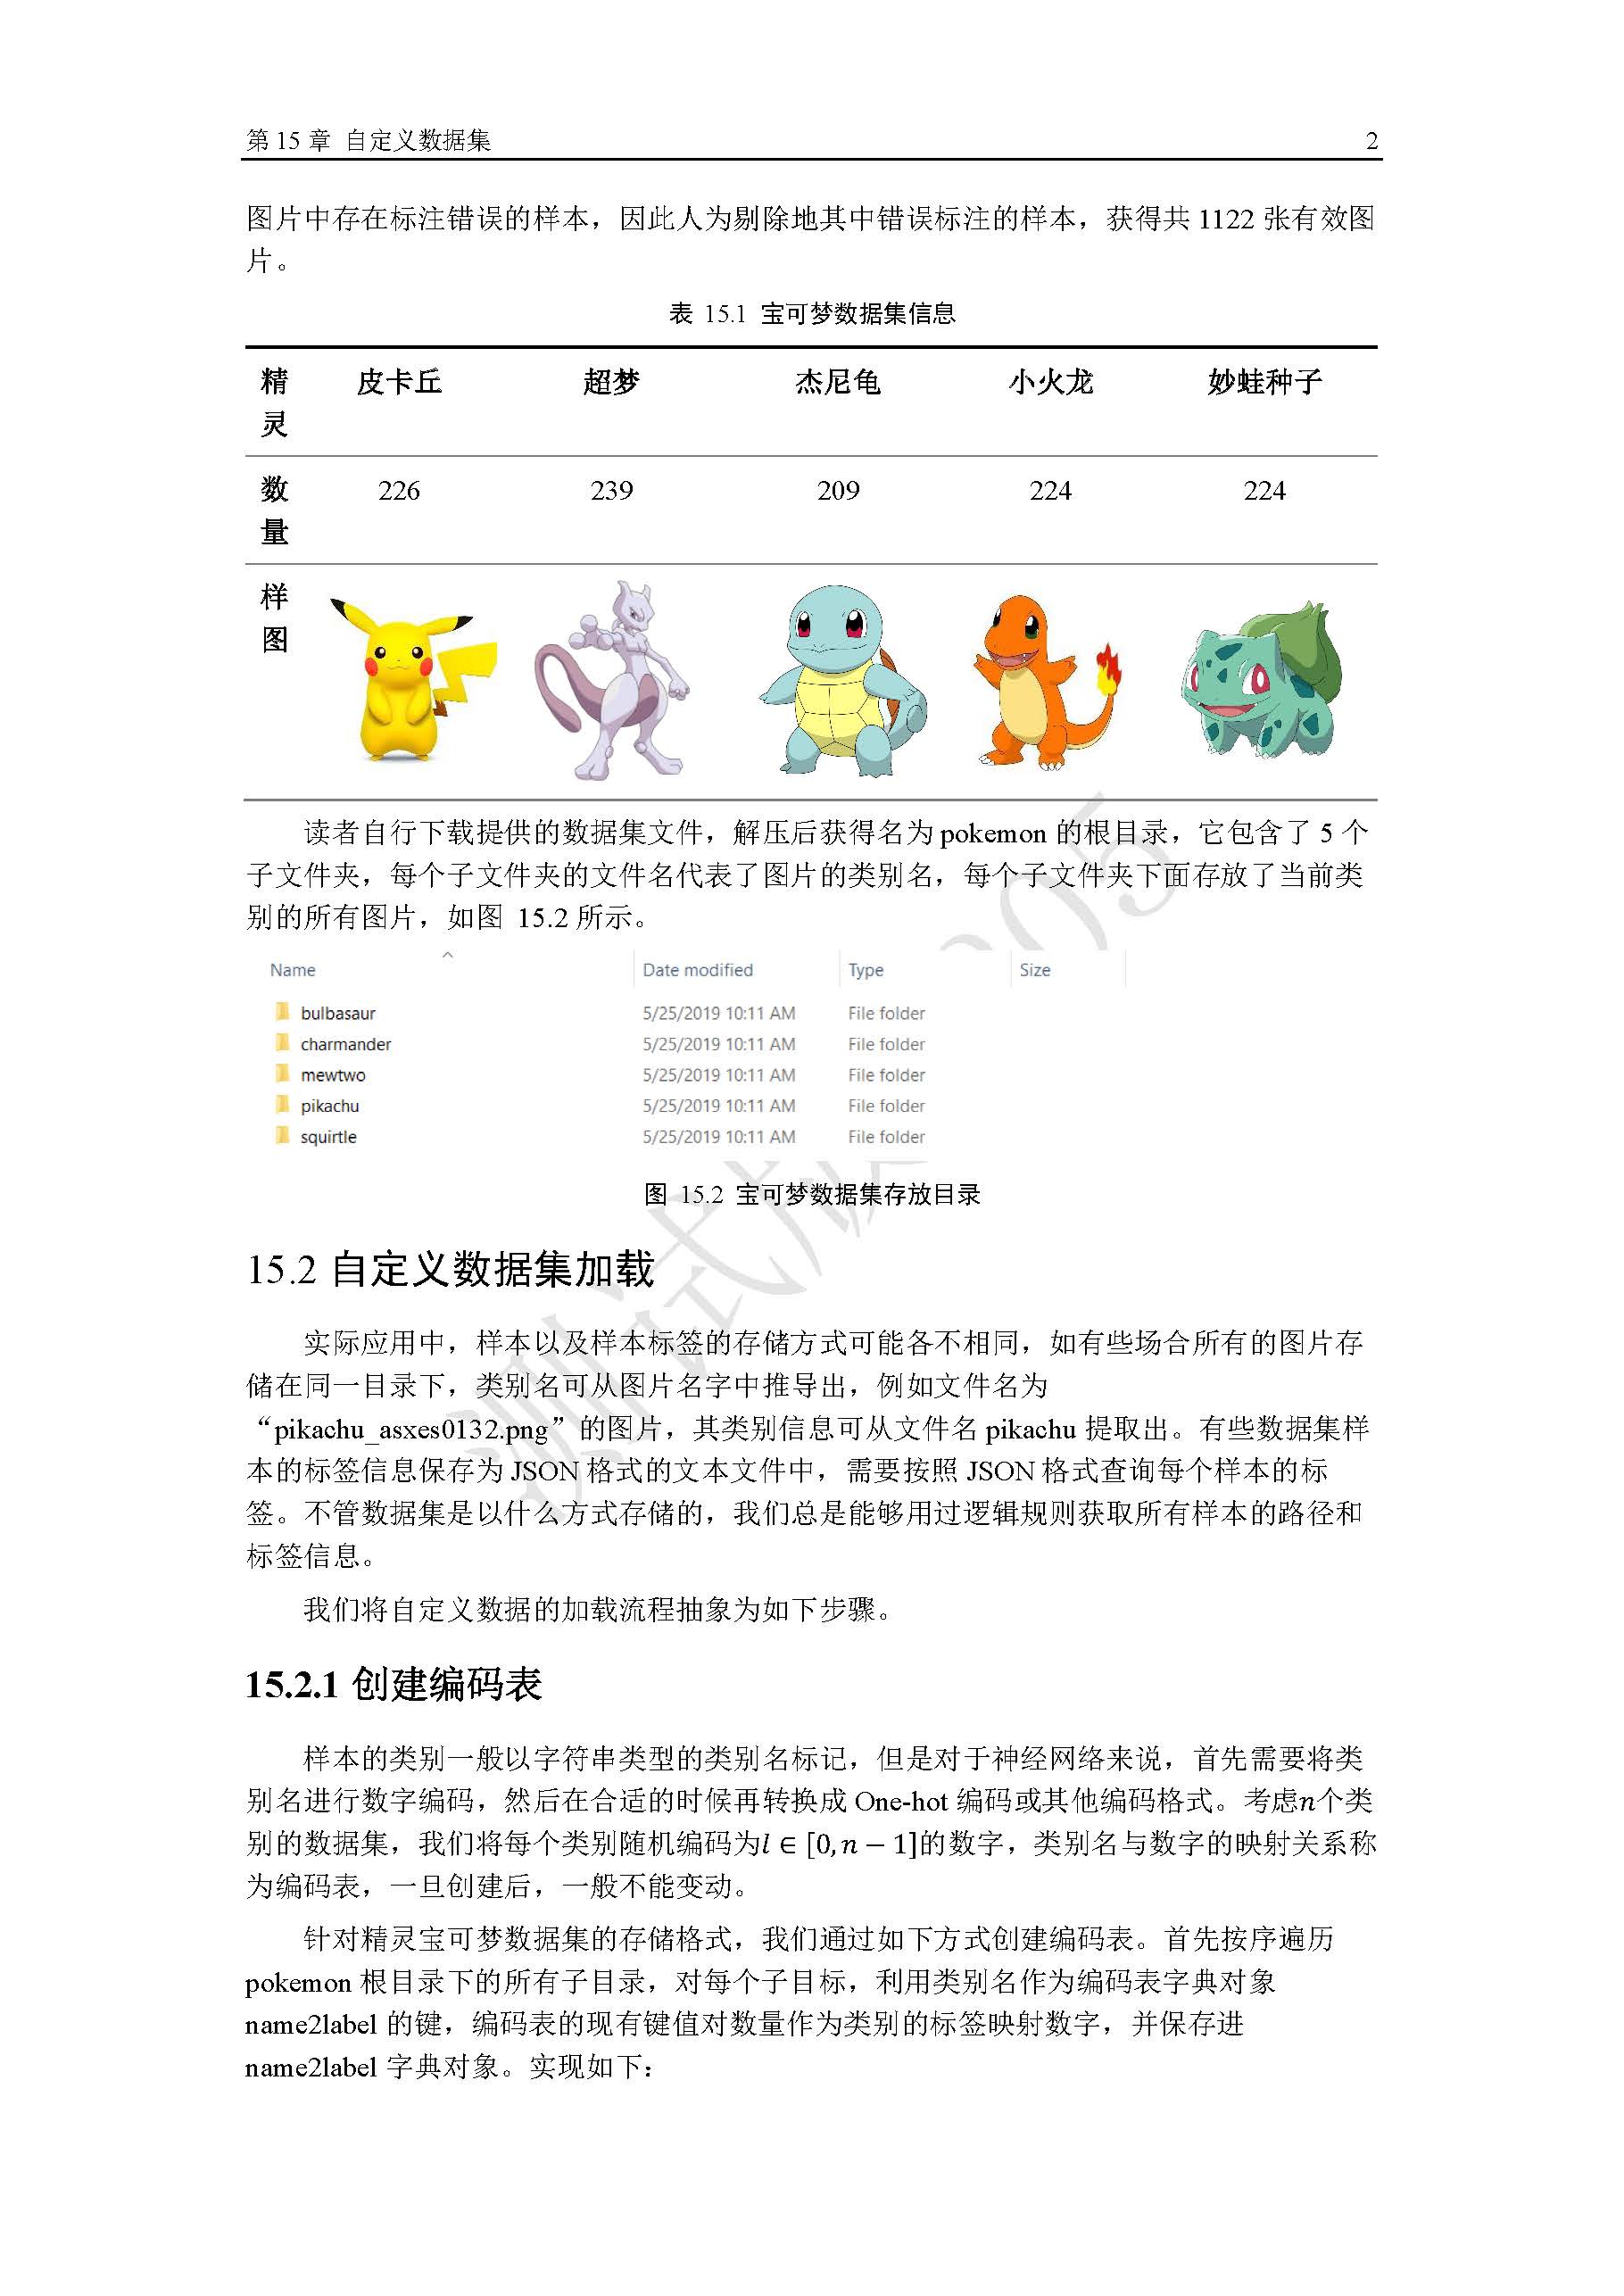 第 15 章 自定义数据集 2
图片中存在标注错误的样本，因此人为剔除地其中错误标注的样本，获得共 1122 张有效图
片。
表 15.1 宝可梦数据集信息
精灵 皮卡丘 超梦 杰尼龟 小火龙 妙蛙种子
数量 226 239 209 224 224
样图
读者自行下载提供的数据集文件，解压后获得名为 pokemon 的根目录，它包含了 5 个
子文件夹，每个子文件夹的文件名代表了图片的类别名，每个子文件夹下面存放了当前类
别的所有图片，如图 15.2 所示。
Name Date modified Type Size
bulbasaur 5/25/2019 10:11 AM File folder
charmander 5/25/2019 10:11 AM File folder
mewtwo 5/25/2019 10:11 AM File folder
pikachu 5/25/2019 10:11 AM File folder
squirtle 5/25/2019 10:11 AM File folder
图 15.2 宝可梦数据集存放目录
15.2 自定义数据集加载
实际应用中，样本以及样本标签的存储方式可能各不相同，如有些场合所有的图片存
储在同一目录下，类别名可从图片名字中推导出，例如文件名为
“pikachu_asxes0132.png”的图片，其类别信息可从文件名 pikachu 提取出。有些数据集样
本的标签信息保存为 JSON 格式的文本文件中，需要按照 JSON 格式查询每个样本的标
签。不管数据集是以什么方式存储的，我们总是能够用过逻辑规则获取所有样本的路径和
标签信息。
我们将自定义数据的加载流程抽象为如下步骤。
15.2.1 创建编码表
样本的类别一般以字符串类型的类别名标记，但是对于神经网络来说，首先需要将类
别名进行数字编码，然后在合适的时候再转换成 One-hot 编码或其他编码格式。考虑n个类
别的数据集，我们将每个类别随机编码为l ∈ [0, n − 1]的数字，类别名与数字的映射关系称
为编码表，一旦创建后，一般不能变动。
针对精灵宝可梦数据集的存储格式，我们通过如下方式创建编码表。首先按序遍历
pokemon 根目录下的所有子目录，对每个子目标，利用类别名作为编码表字典对象
name2label 的键，编码表的现有键值对数量作为类别的标签映射数字，并保存进
name2label 字典对象。实现如下：